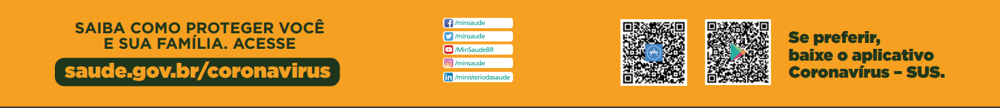 SAIBA COMO PROTEGER VOCÊ
E SUA FAMÍLIA. ACESSE
saude.gov.br/coronavirus
/minsaude
/minsaude
/MinSaudeBR
/minsaude
/ministeriodasaude
Se preferir,
baixe o aplicativo
Coronavírus – SUS.